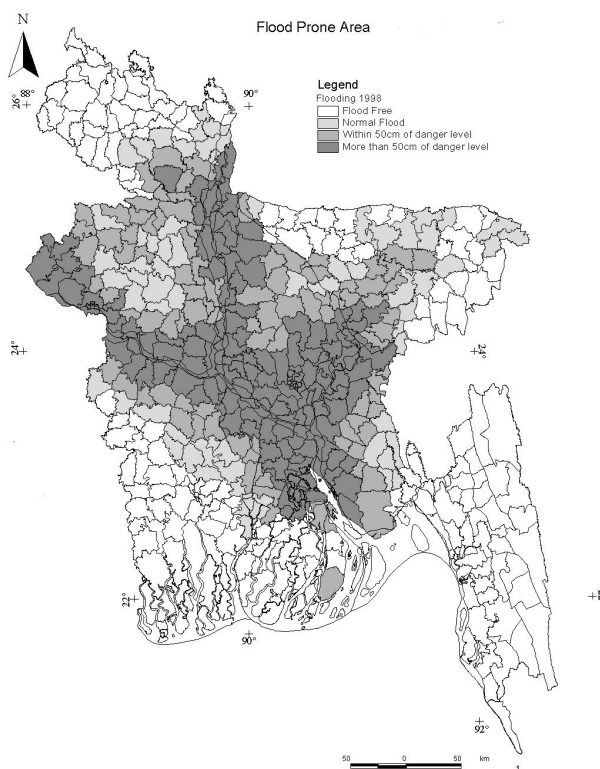 Flood Prone Area
N
26° 88°
90°
Legend
Flooding 1998
Flood Free
Normal Flood
Within 50cm of danger level
More than 50cm of danger level
24°
24°
22°
90°
92°
50 0 50 km